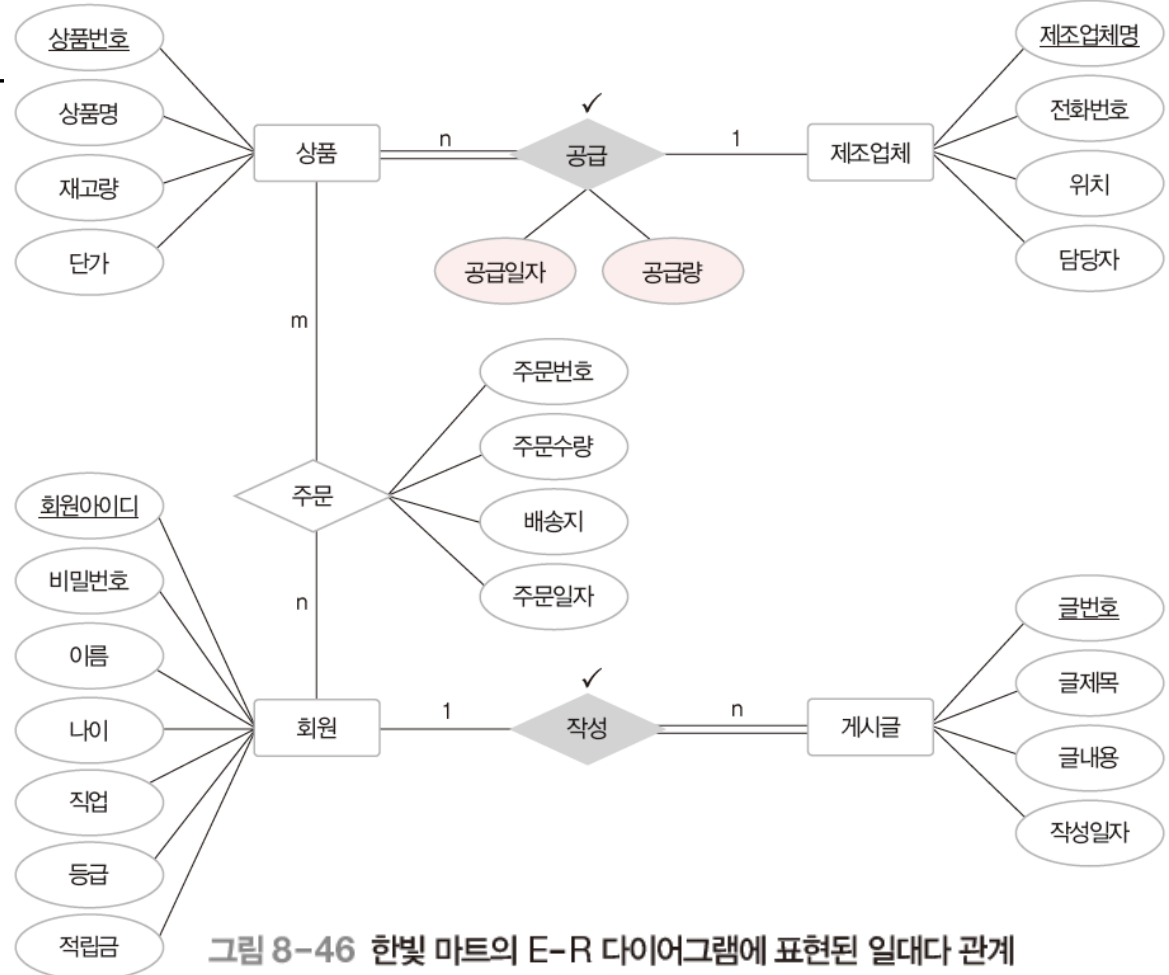 상품번호
상품명
재고량
단가
상품
n
✓
공급
1
제조업체
제조업체명
전화번호
위치
담당자
공급일자
공급량
m
주문번호
주문수량
배송지
주문일자
주문
n
회원아이디
비밀번호
이름
나이
직업
등급
적립금
회원
1
✓
작성
n
게시글
글번호
글제목
글내용
작성일자
그림 8-46 한빛 마트의 E-R 다이어그램에 표현된 일대다 관계